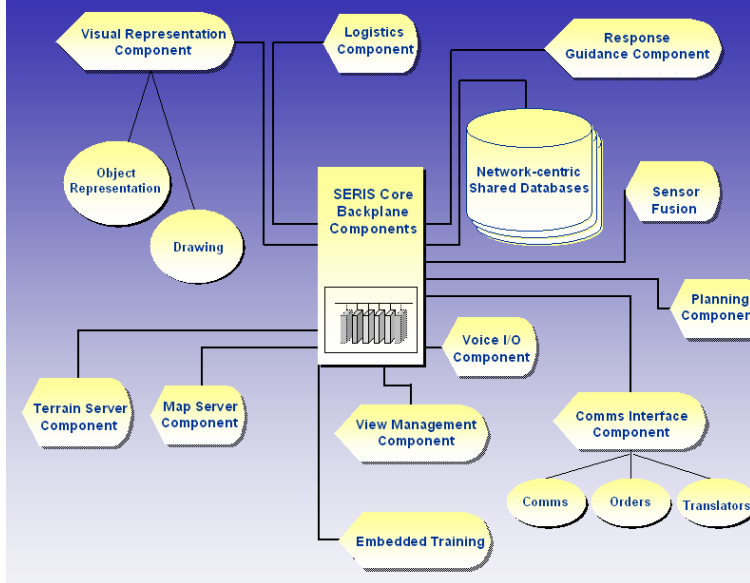 Visual Representation
Component
Logistics
Component
Response
Guidance Component
Network-centric
Shared Databases
Object
Representation
SERIS Core
Backplane
Components
Sensor
Fusion
Drawing
Planning
Component
Voice I/O
Component
Terrain Server
Component
Map Server
Component
View Management
Component
Comms Interface
Component
Comms
Orders
Translators
Embedded Training